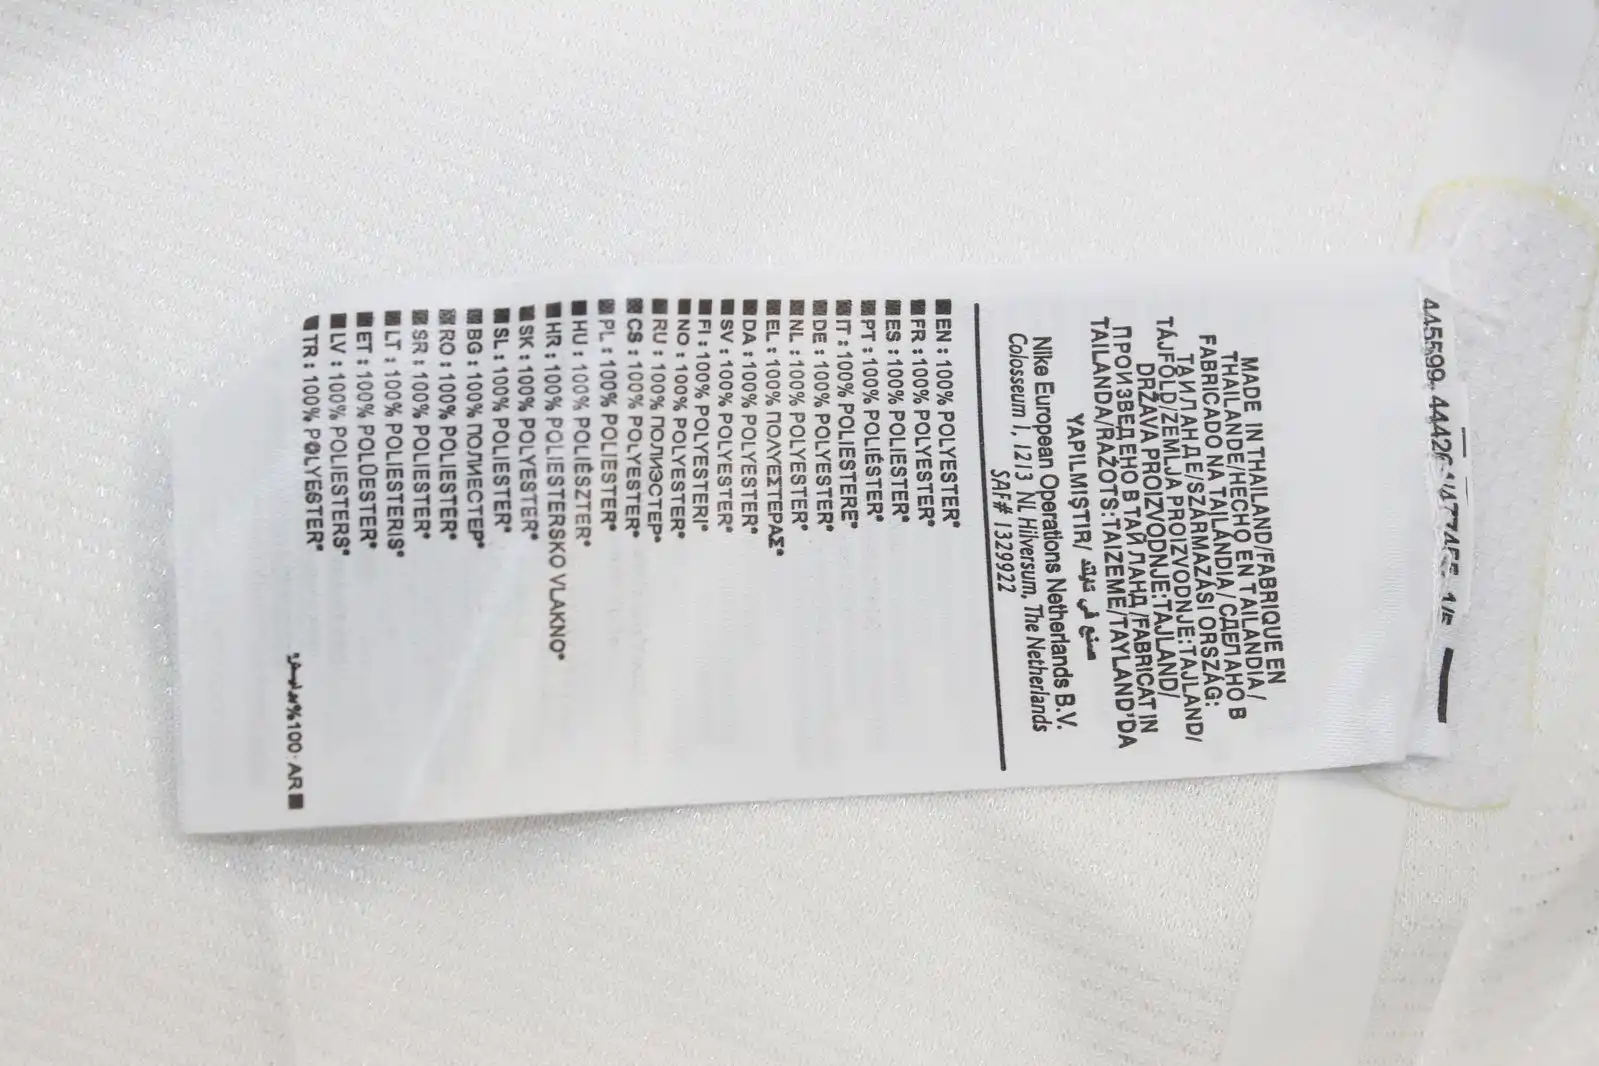 445599
MADE IN THAILAND/FABRIQUE EN
THAILANDE/HECHO EN TAILANDIA/
FABRICADO NA TAILÂNDIA/ СДЕЛАНО В
ТАИЛАНДЕ/SZÁRMAZÁSI ORSZÁG:
TÁJFÖLD/ZEMLJA PROIZVODNJE:TAJLAND/
DRŽAVA PROIZVODNJE:TAJLAND/
ПРОИЗВЕДЕНО В ТАЙЛАНД/FABRICAT IN
TAILANDA/RAŽOTS:TAIZEME/TAYLAND'DA
YAPILMIŞTIR/ صنع في تايلند
Nike European Operations Netherlands B.V.
Colosseum 1, 1213 NL Hilversum, The Netherlands
SAF# 1329922
EN : 100% POLYESTER*
FR : 100% POLYESTER*
ES : 100% POLIESTER*
PT : 100% POLIÉSTER*
IT : 100% POLIESTERE*
DE : 100% POLYESTER*
NL : 100% POLYESTER*
EL : 100% ΠΟΛΥΕΣΤΕΡΑΣ*
DA : 100% POLYESTER*
SV : 100% POLYESTER*
FI : 100% POLYESTERI*
NO : 100% POLYESTER*
RU : 100% ПОЛИЭСТЕР*
CS : 100% POLYESTER*
PL : 100% POLIESTER*
HU : 100% POLIÉSZTER*
HR : 100% POLIESTERSKO VLAKNO*
SK : 100% POLYESTER*
SL : 100% POLIESTER*
BG : 100% ПОЛИЕСТЕР*
RO : 100% POLIESTER*
SR : 100% POLIESTER*
LT : 100% POLIESTERIS*
ET : 100% POLÜESTER*
LV : 100% POLIESTERS*
TR : 100% POLYESTER*
AR : 100%